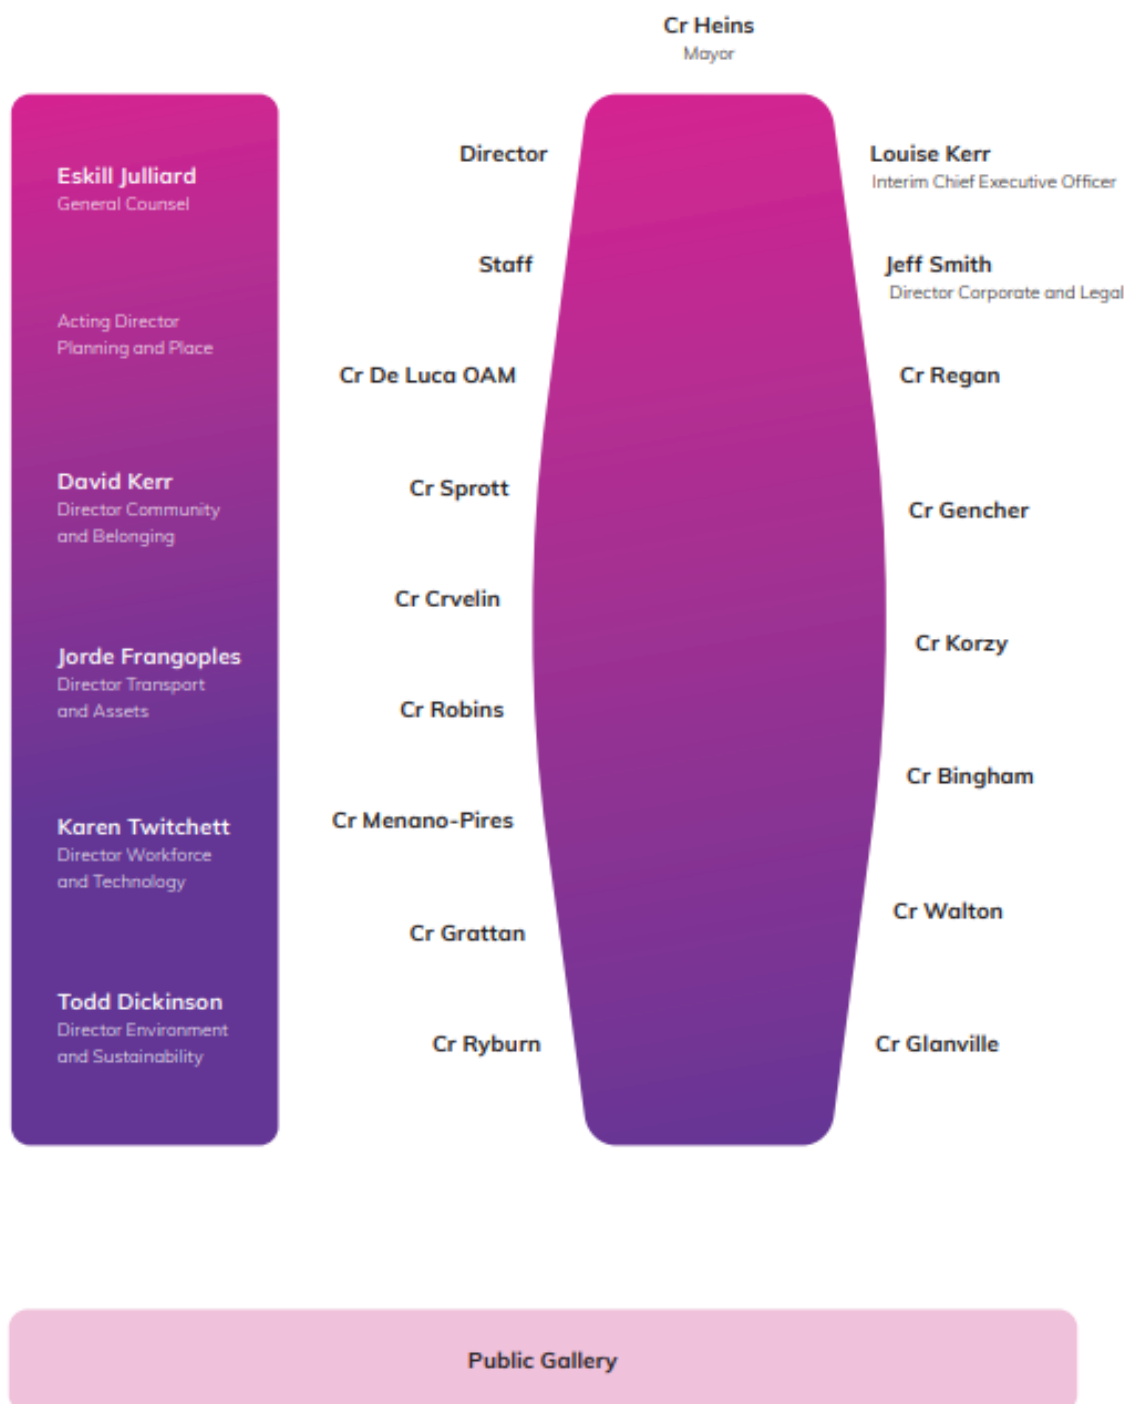 Cr Heins
Mayor
Eskill Julliard
General Counsel
Acting Director
Planning and Place
David Kerr
Director Community
and Belonging
Jorde Frangoples
Director Transport
and Assets
Karen Twitchett
Director Workforce
and Technology
Todd Dickinson
Director Environment
and Sustainability
Director
Staff
Cr De Luca OAM
Cr Sprott
Cr Crvelin
Cr Robins
Cr Menano-Pires
Cr Grattan
Cr Ryburn
Louise Kerr
Interim Chief Executive Officer
Jeff Smith
Director Corporate and Legal
Cr Regan
Cr Gencher
Cr Korzy
Cr Bingham
Cr Walton
Cr Glanville
Public Gallery